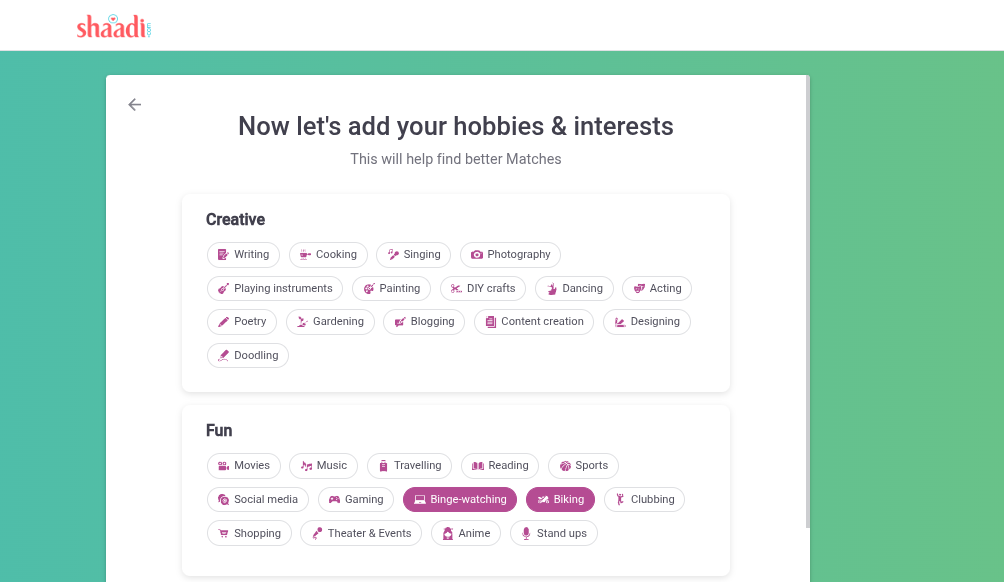 shaadi.com
Now let's add your hobbies & interests
This will help find better Matches
Creative
Writing Cooking Singing Photography
Playing instruments Painting DIY crafts Dancing Acting
Poetry Gardening Blogging Content creation Designing
Doodling
Fun
Movies Music Travelling Reading Sports
Social media Gaming Binge-watching Biking Clubbing
Shopping Theater & Events Anime Stand ups